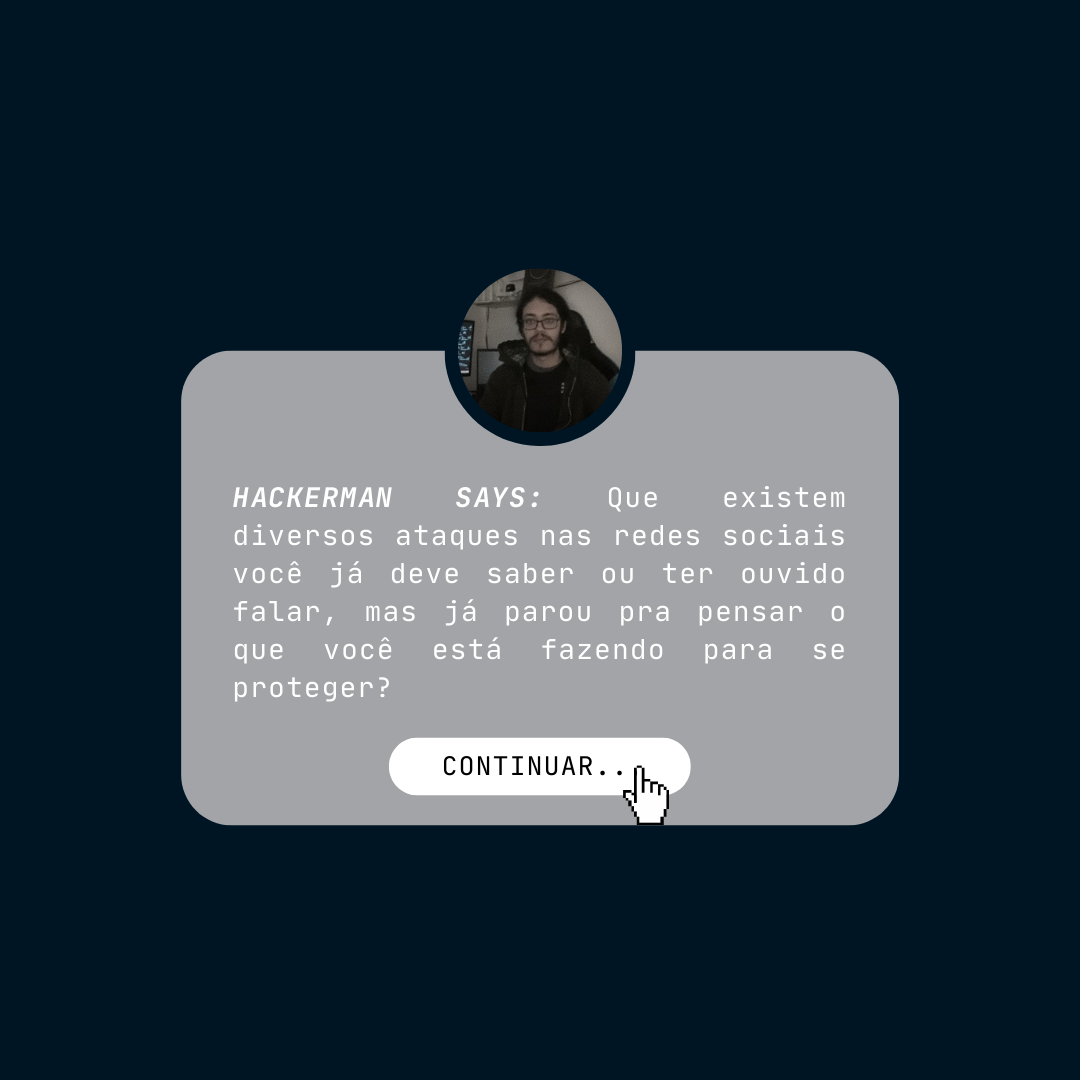 HACKERMAN SAYS: Que existem
diversos ataques nas redes sociais
você já deve saber ou ter ouvido
falar, mas já parou pra pensar o
que você está fazendo para se
proteger?
CONTINUAR..